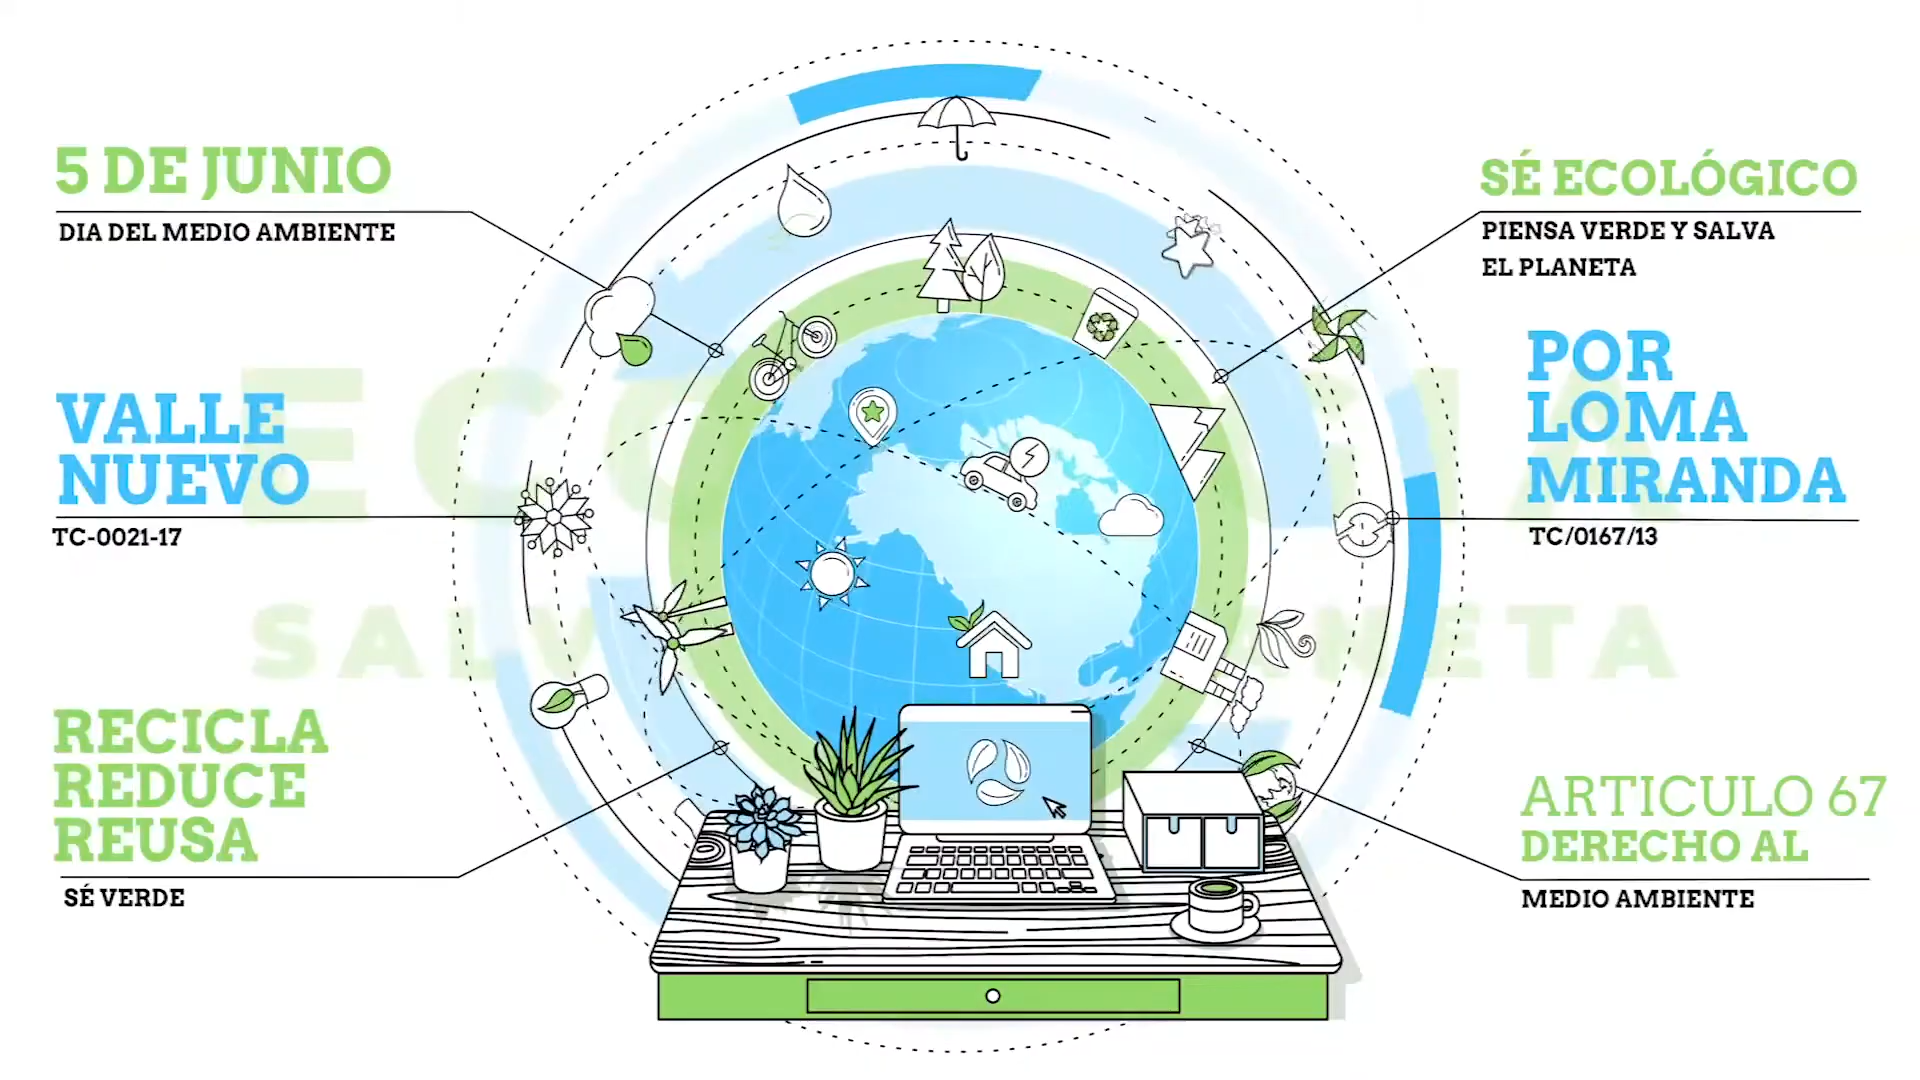 5 DE JUNIO
DIA DEL MEDIO AMBIENTE
VALLE
NUEVO
TC-0021-17
RECICLA
REDUCE
REUSA
SÉ VERDE
SÉ ECOLÓGICO
PIENSA VERDE Y SALVA
EL PLANETA
POR
LOMA
MIRANDA
TC/0167/13
ARTICULO 67
DERECHO AL
MEDIO AMBIENTE